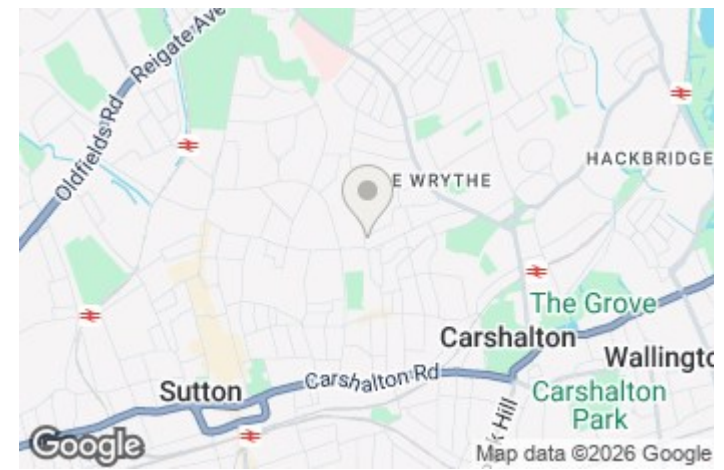 Reigate Ave
Oldfields Rd
HACKBRIDGE
E WRYTHE
The Grove
Carshalton
Wallingto
Carshalton Rd
Sutton
Carshalton
Park
Hill
Google
Map data ©2026 Google